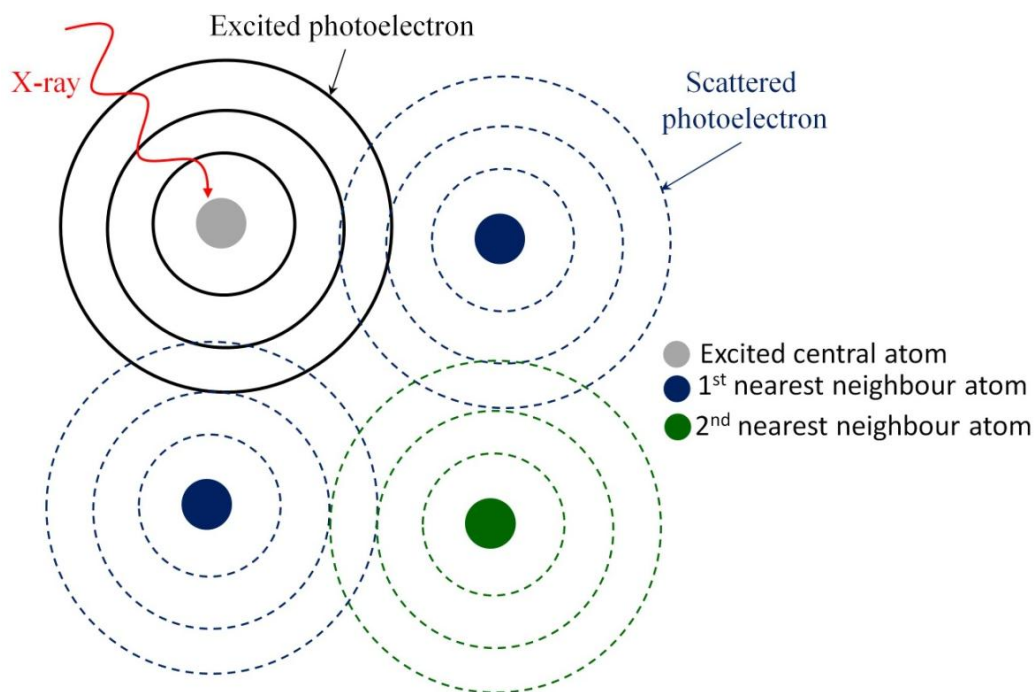 Excited photoelectron
X-ray
Scattered
photoelectron
Excited central atom
1st nearest neighbour atom
2nd nearest neighbour atom